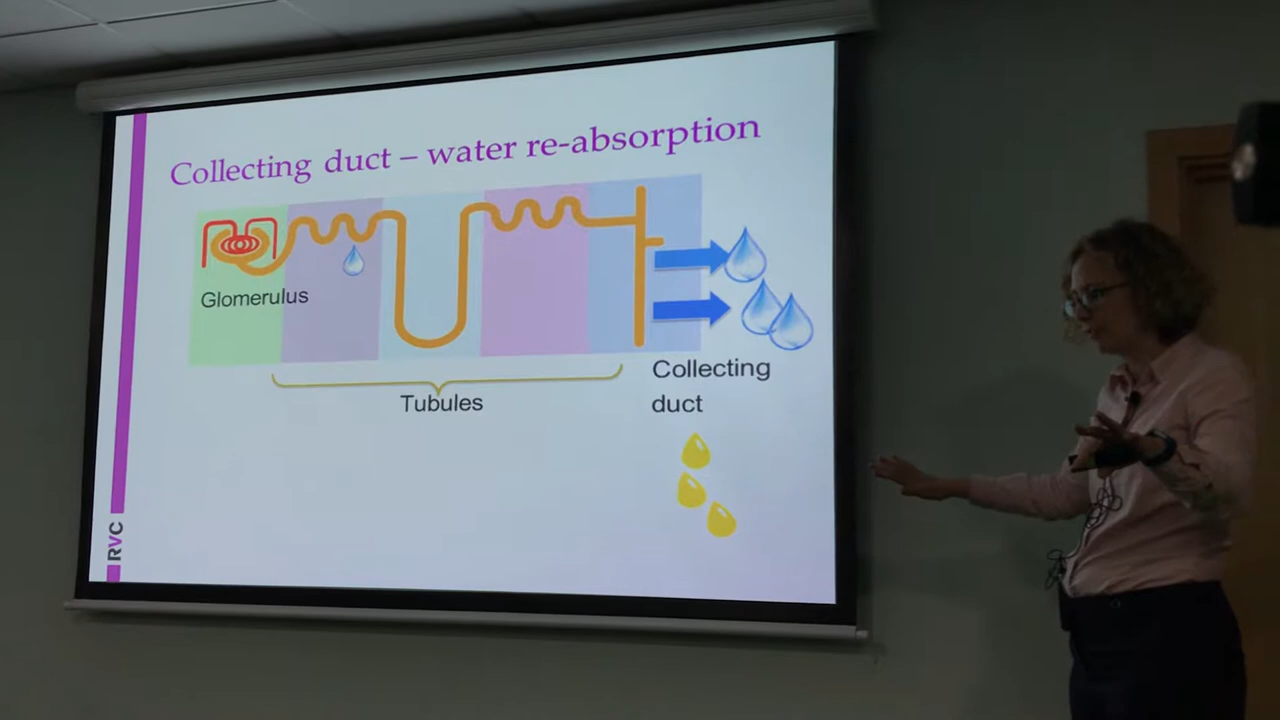 Collecting duct – water re-absorption
Glomerulus
Tubules
Collecting
duct
RVC